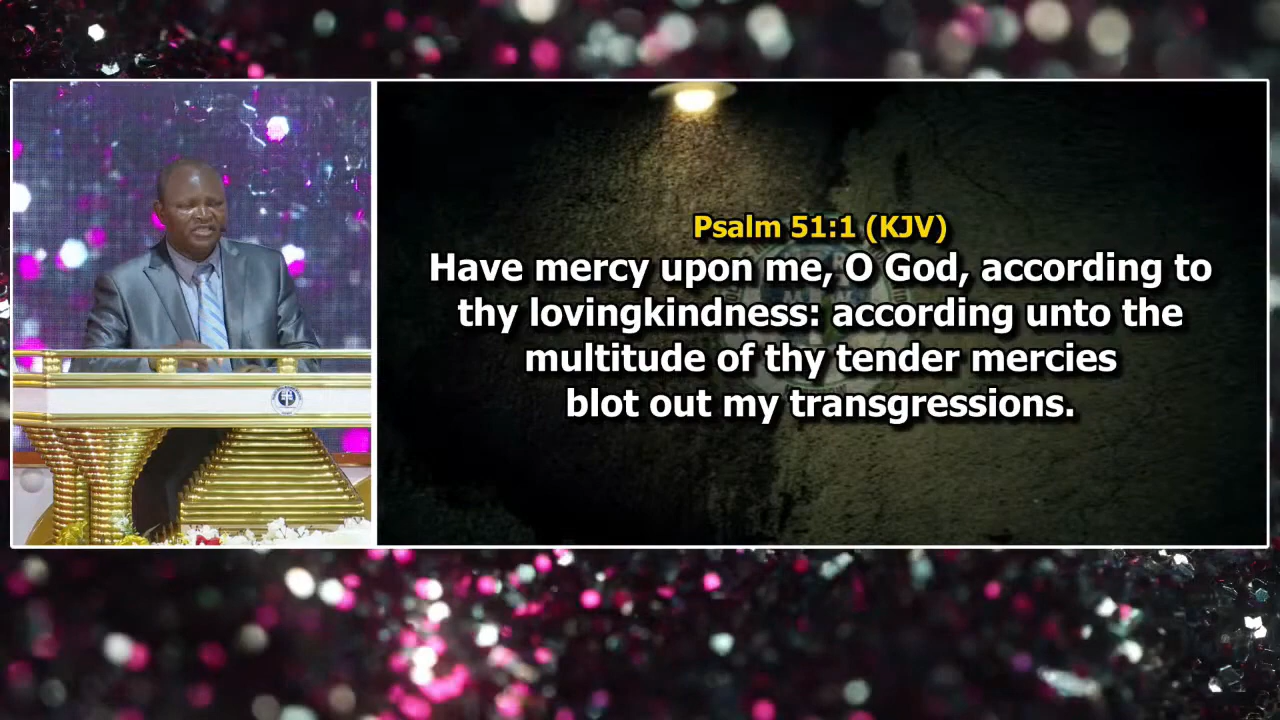 Psalm 51:1 (KJV)
Have mercy upon me, O God, according to
thy lovingkindness: according unto the
multitude of thy tender mercies
blot out my transgressions.